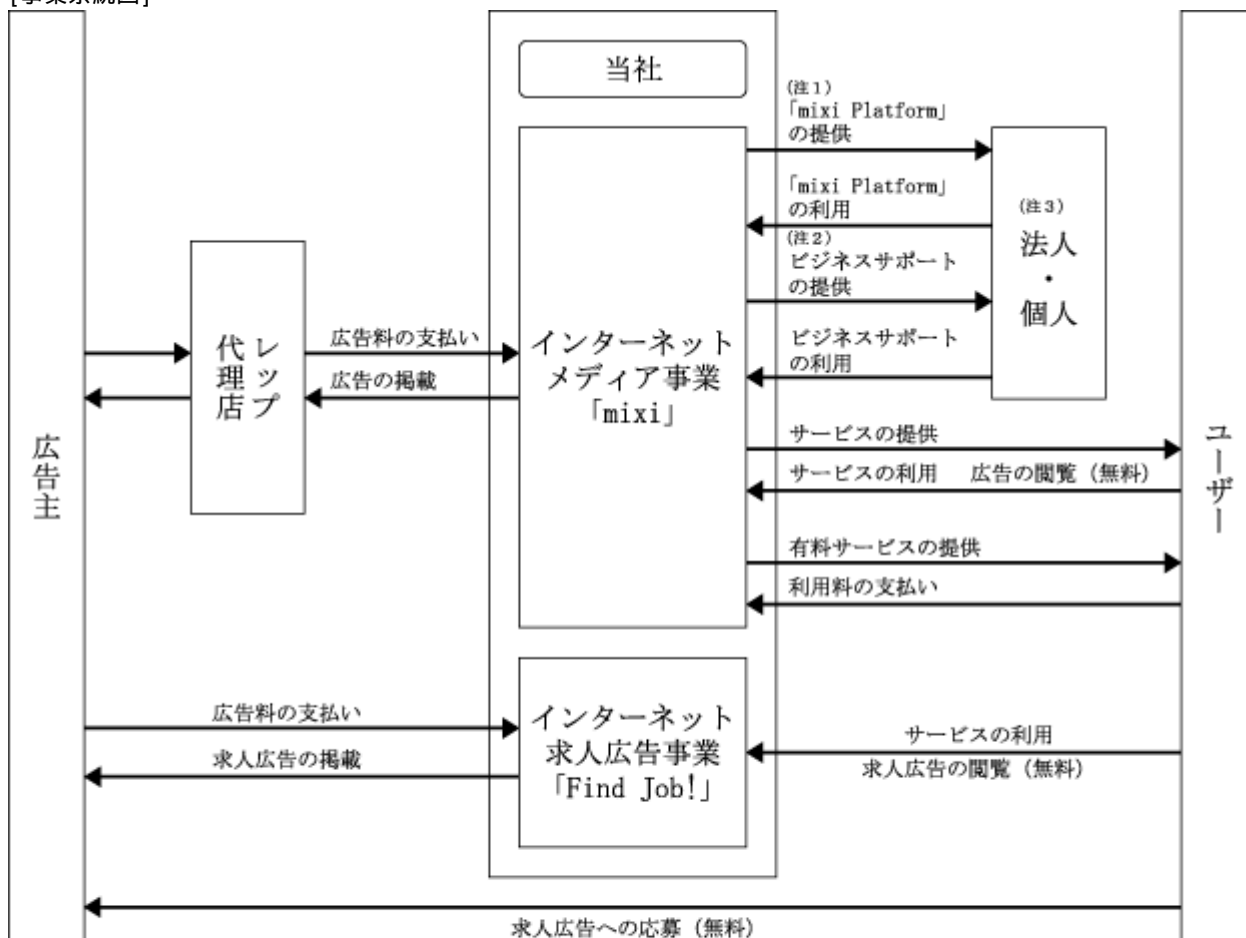 [事業系統図]
当社
(注1)
「mixi Platform」
の提供
「mixi Platform」
の利用
(注2)
ビジネスサポート
の提供
ビジネスサポート
の利用
(注3)
法人
・
個人
レップ
代理店
広告料の支払い
広告の掲載
インターネット
メディア事業
「mixi」
広告主
ユーザー
サービスの提供
サービスの利用 広告の閲覧（無料）
有料サービスの提供
利用料の支払い
広告料の支払い
求人広告の掲載
インターネット
求人広告事業
「Find Job!」
サービスの利用
求人広告の閲覧（無料）
求人広告への応募（無料）